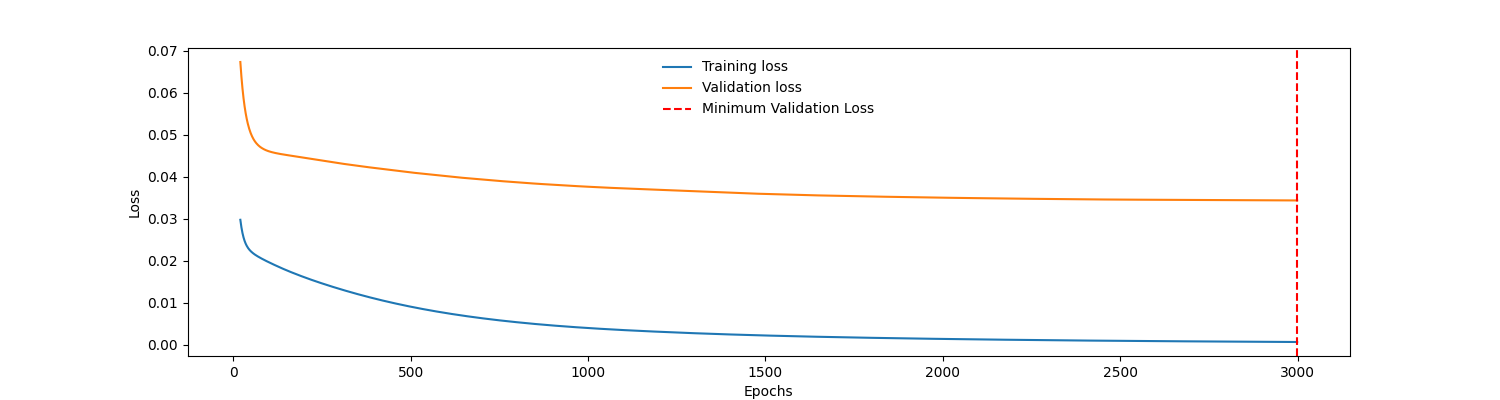 0.07
0.06
0.05
0.04
0.03
0.02
0.01
0.00
Loss
Training loss
Validation loss
Minimum Validation Loss
0 500 1000 1500 2000 2500 3000
Epochs